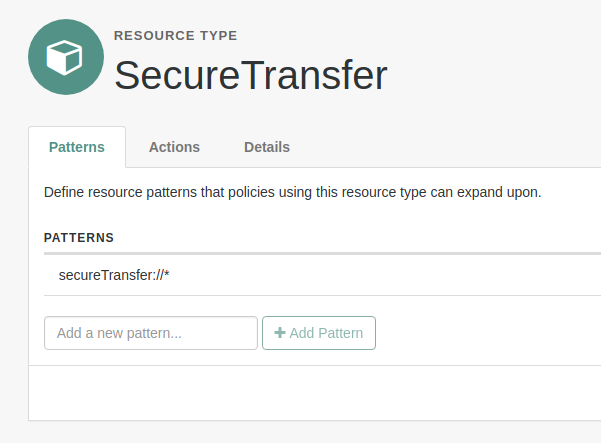 RESOURCE TYPE
SecureTransfer
Patterns Actions Details
Define resource patterns that policies using this resource type can expand upon.
PATTERNS
secureTransfer://*
Add a new pattern... + Add Pattern